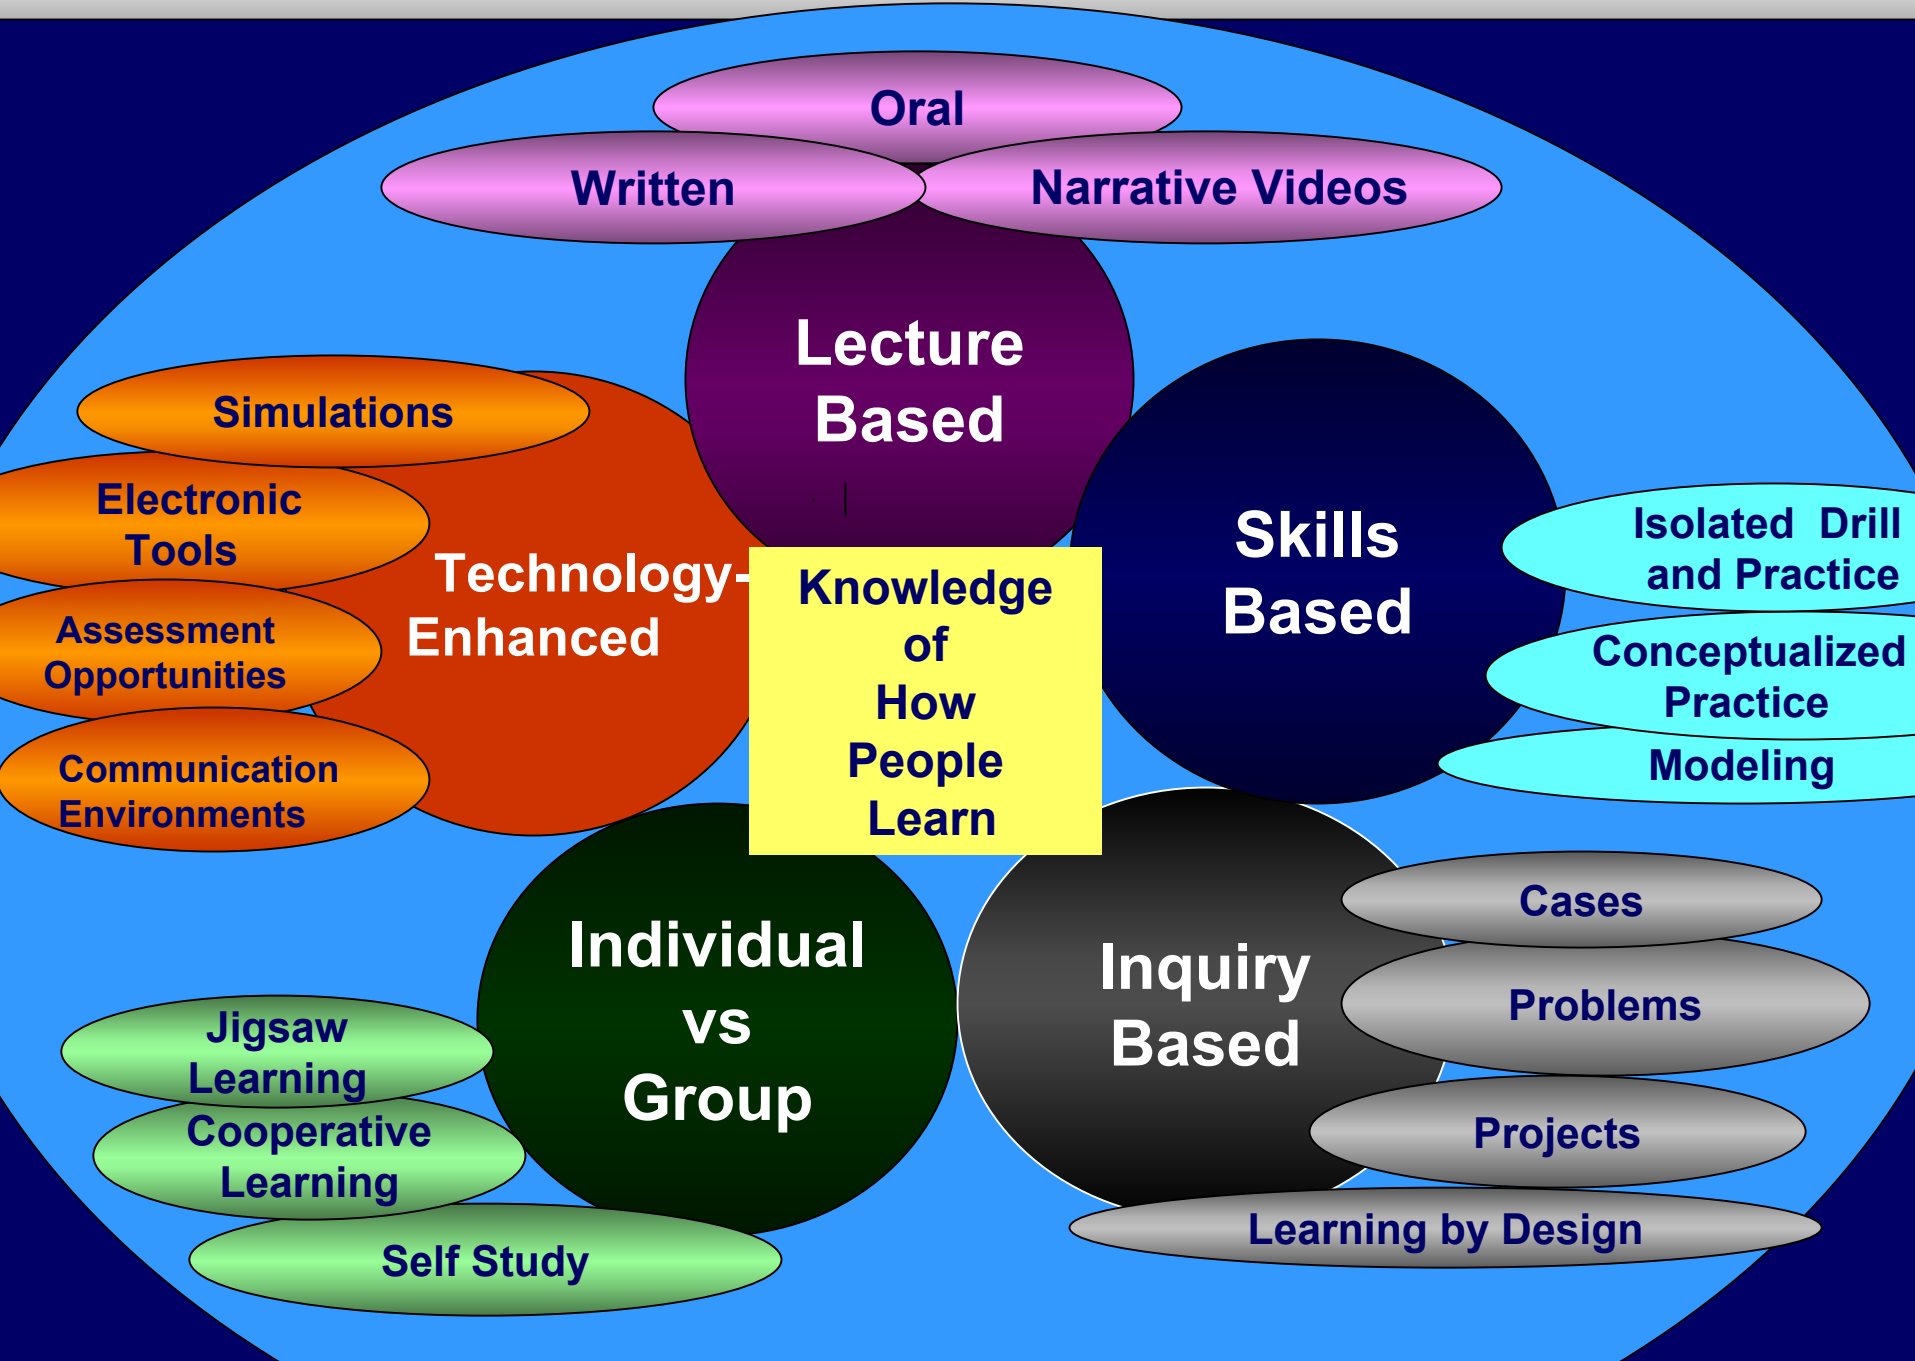 Oral
Written
Narrative Videos
Lecture
Based
Simulations
Electronic
Tools
Assessment
Opportunities
Communication
Environments
Technology-
Enhanced
Knowledge
of
How
People
Learn
Skills
Based
Isolated Drill
and Practice
Conceptualized
Practice
Modeling
Individual
vs
Group
Jigsaw
Learning
Cooperative
Learning
Self Study
Inquiry
Based
Cases
Problems
Projects
Learning by Design